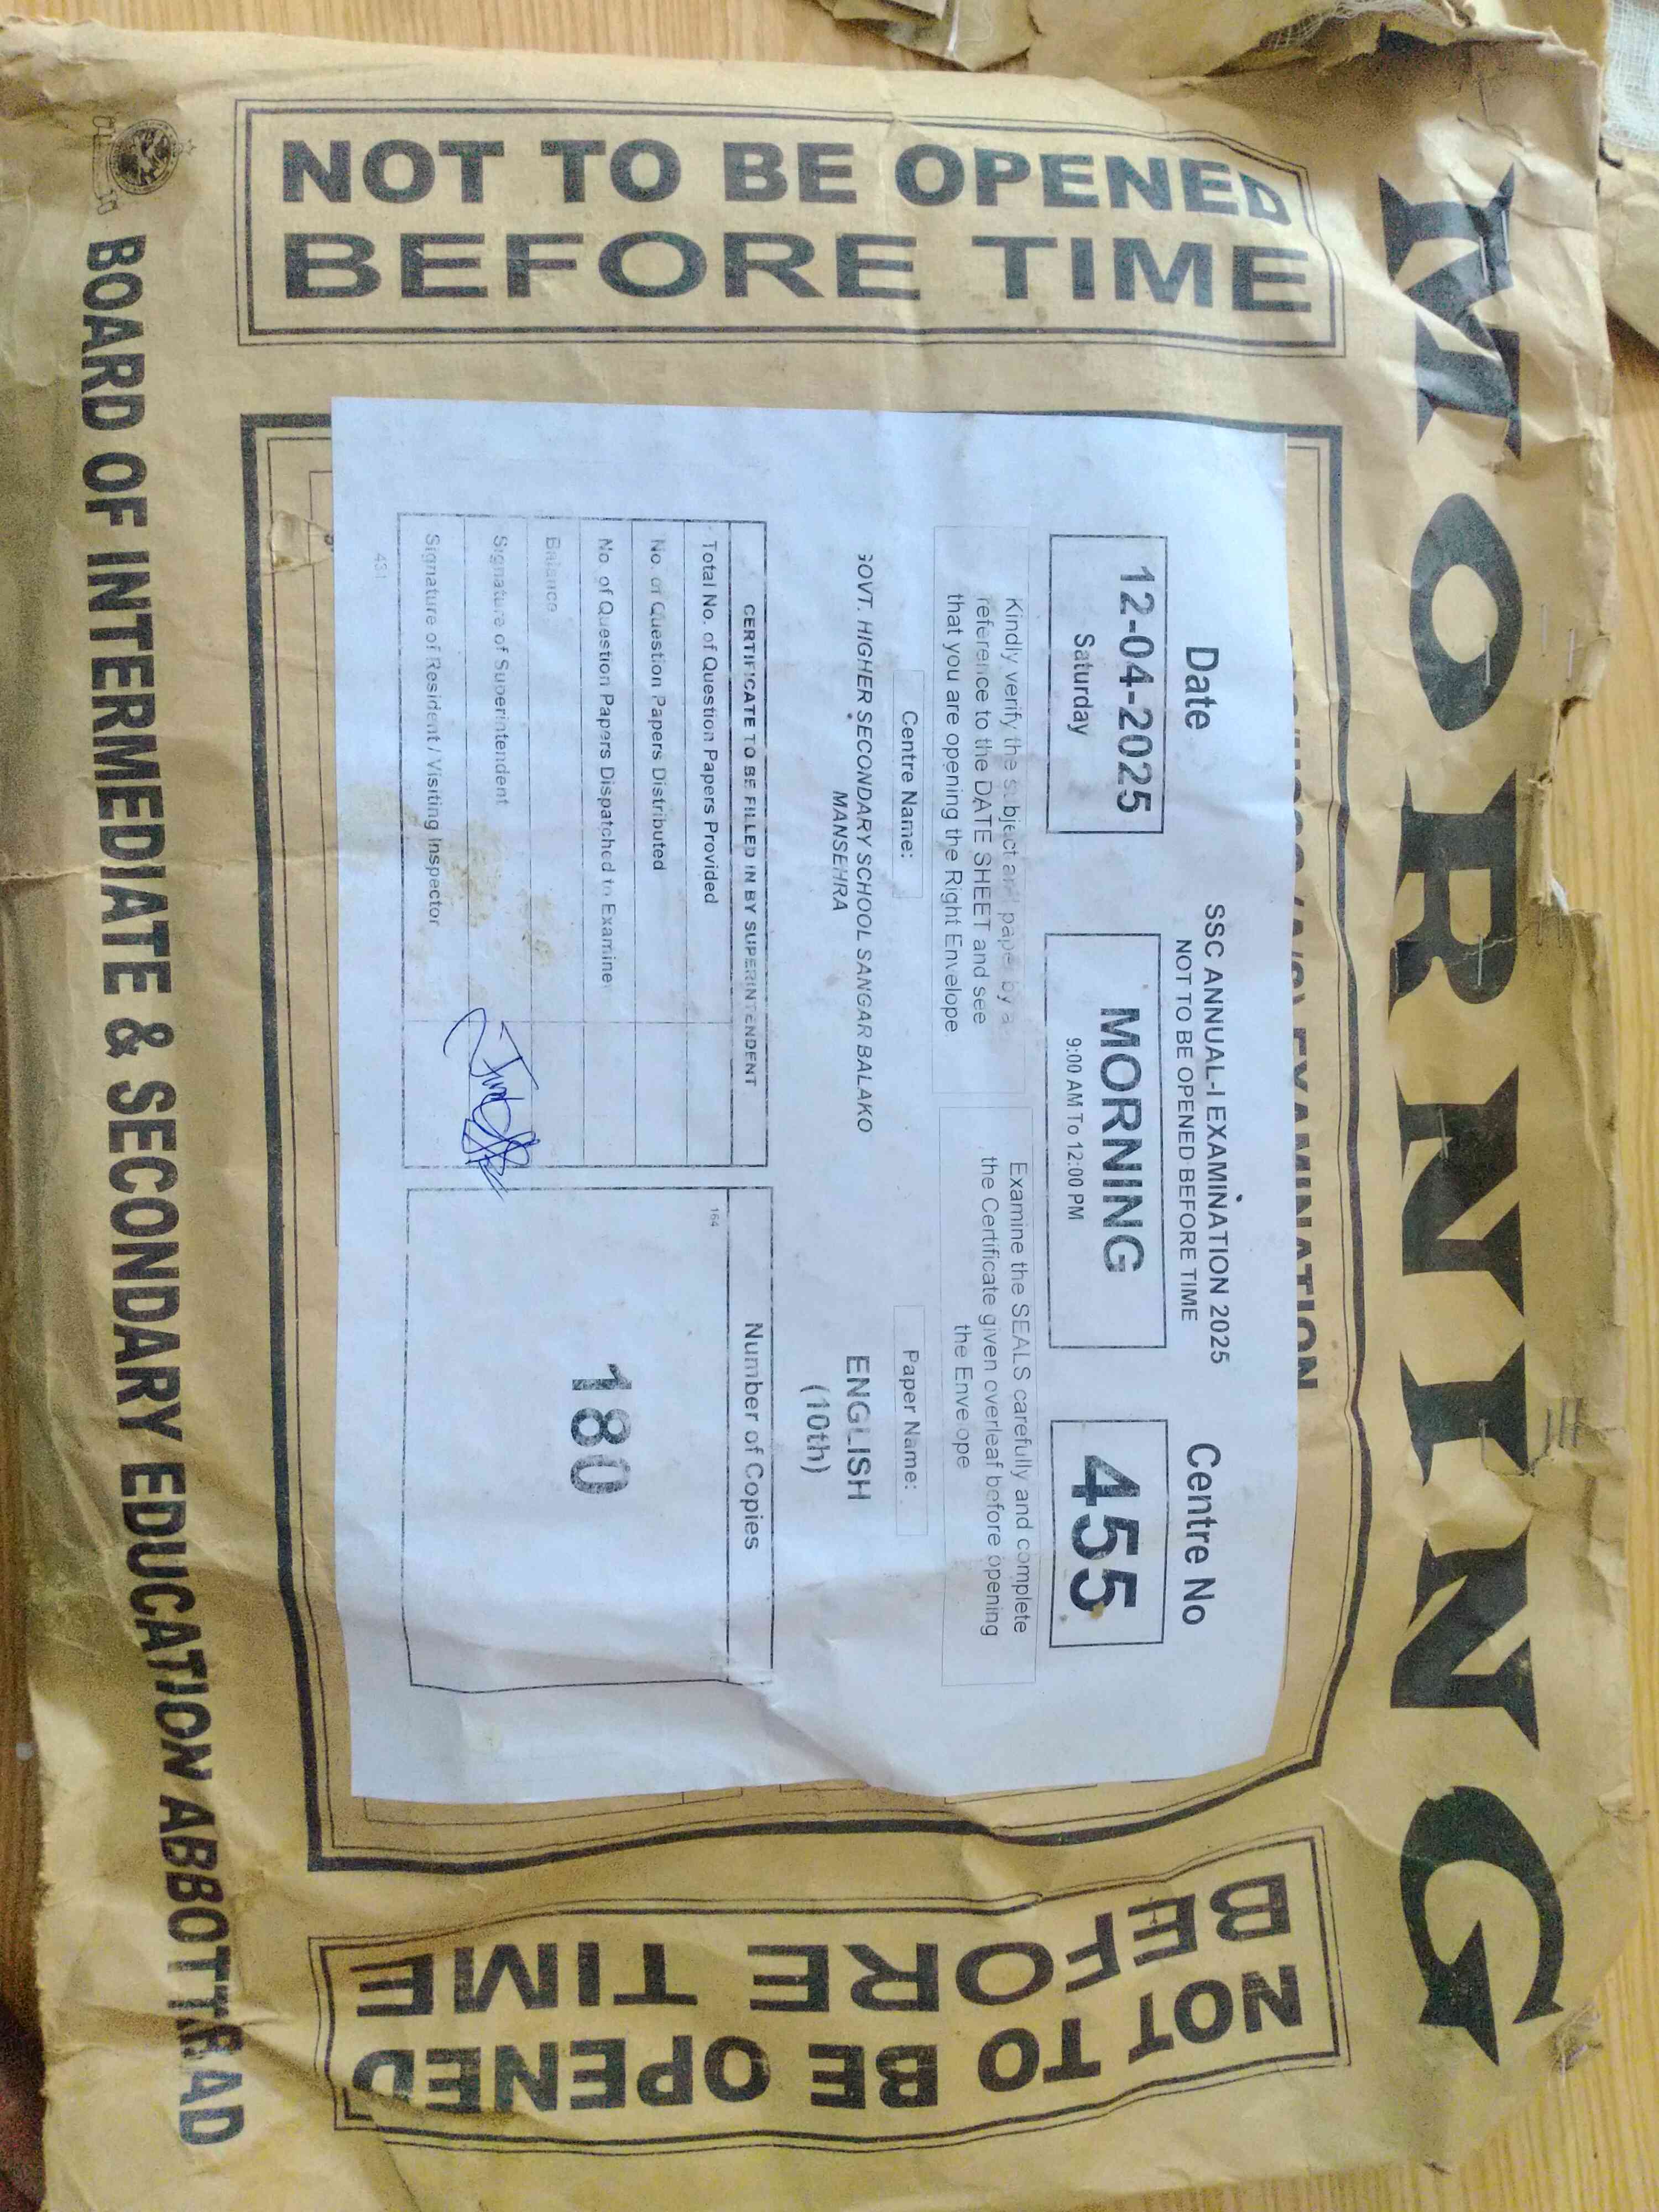 MORNING
NOT TO BE OPENED
BEFORE TIME
EXAMINATION
SSC ANNUAL-I EXAMINATION 2025
NOT TO BE OPENED BEFORE TIME
Date
12-04-2025
Saturday
MORNING
9:00 AM To 12:00 PM
Centre No
455
Kindly verify the subject and paper by a
reference to the DATE SHEET and see
that you are opening the Right Envelope
Examine the SEALS carefully and complete
the Certificate given overleaf before opening
the Envelope
Centre Name:
GOVT. HIGHER SECONDARY SCHOOL SANGAR BALAKO
MANSEHRA
Paper Name:
ENGLISH
(10th)
CERTIFICATE TO BE FILLED IN BY SUPERINTENDENT
Total No. of Question Papers Provided
No. of Question Papers Distributed
No. of Question Papers Dispatched to Examine
Balance
Signature of Superintendent
Signature of Resident / Visiting Inspector
431
Number of Copies
164
180
NOT TO BE OPENED
BEFORE TIME
BOARD OF INTERMEDIATE & SECONDARY EDUCATION ABBOTTABAD